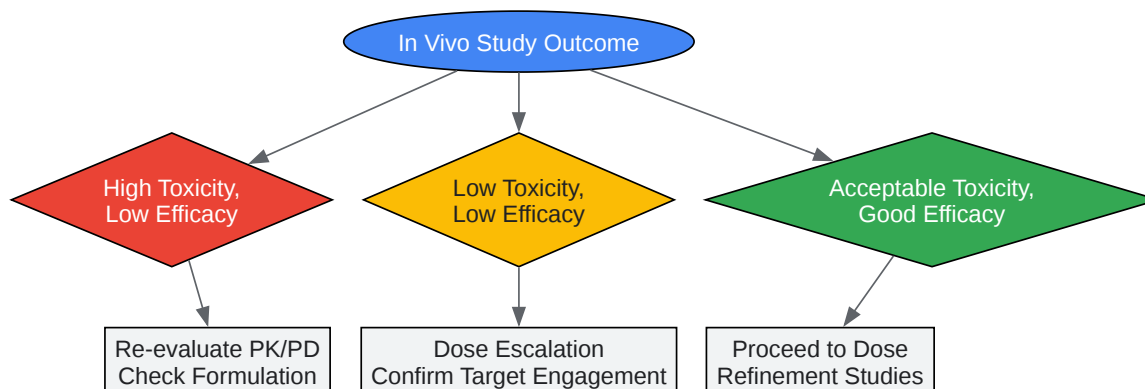 In Vivo Study Outcome
High Toxicity,
Low Efficacy
Low Toxicity,
Low Efficacy
Acceptable Toxicity,
Good Efficacy
Re-evaluate PK/PD
Check Formulation
Dose Escalation
Confirm Target Engagement
Proceed to Dose
Refinement Studies